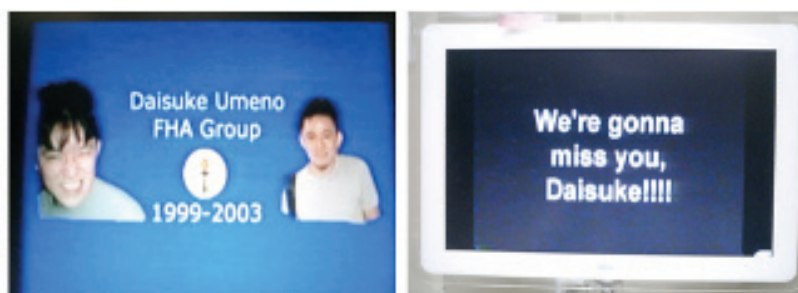 Daisuke Umeno
FHA Group
1999-2003
We're gonna
miss you,
Daisuke!!!!